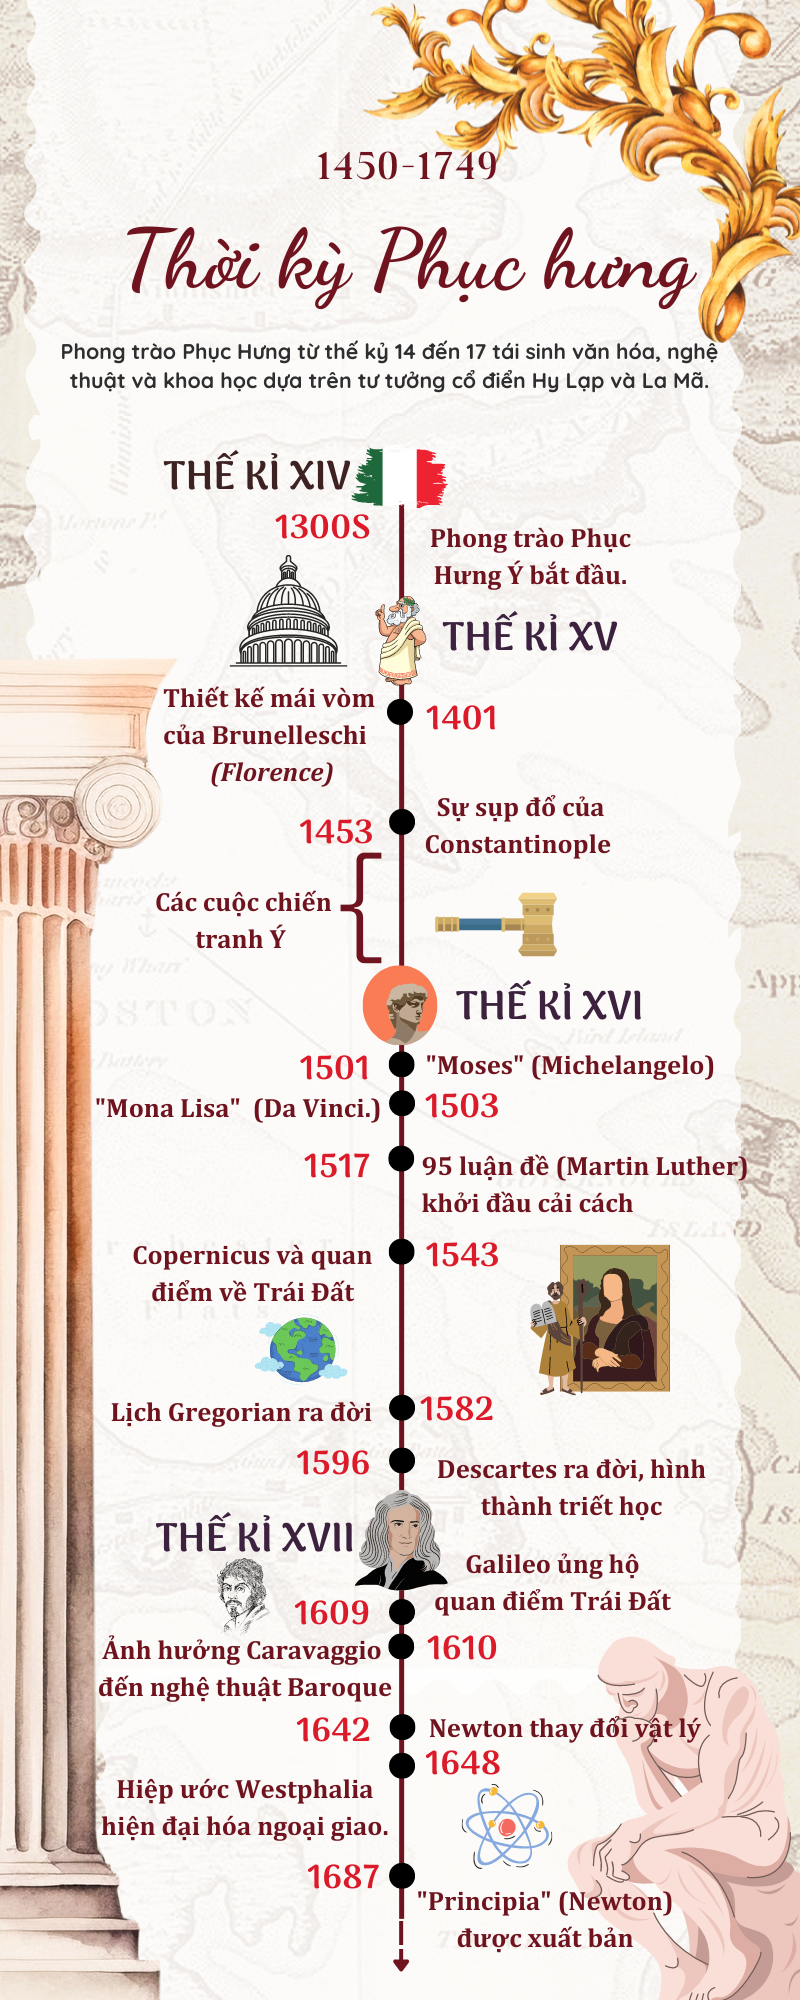 1450-1749
Thời kỳ Phục hưng
Phong trào Phục Hưng từ thế kỷ 14 đến 17 tái sinh văn hóa, nghệ
thuật và khoa học dựa trên tư tưởng cổ điển Hy Lạp và La Mã.
THẾ KỈ XIV
1300S
Phong trào Phục
Hưng Ý bắt đầu.
THẾ KỈ XV
Thiết kế mái vòm
của Brunelleschi
(Florence)
1401
1453
Sự sụp đổ của
Constantinople
Các cuộc chiến
tranh Ý
THẾ KỈ XVI
1501
"Moses" (Michelangelo)
"Mona Lisa" (Da Vinci.)
1503
1517
95 luận đề (Martin Luther)
khởi đầu cải cách
Copernicus và quan
điểm về Trái Đất
1543
Lịch Gregorian ra đời
1582
1596
Descartes ra đời, hình
thành triết học
THẾ KỈ XVII
Galileo ủng hộ
quan điểm Trái Đất
1609
Ảnh hưởng Caravaggio
đến nghệ thuật Baroque
1610
1642
Newton thay đổi vật lý
1648
Hiệp ước Westphalia
hiện đại hóa ngoại giao.
1687
"Principia" (Newton)
được xuất bản